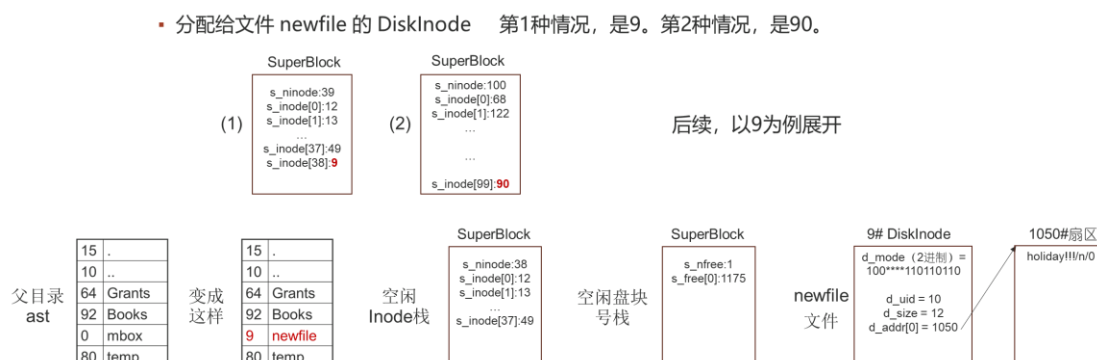 ▪ 分配给文件 newfile 的 DiskInode 第1种情况，是9。第2种情况，是90。
SuperBlock
(1)
s_ninode:39
s_inode[0]:12
s_inode[1]:13
...
s_inode[37]:49
s_inode[38]:9
SuperBlock
(2)
s_ninode:100
s_inode[0]:68
s_inode[1]:122
...
...
s_inode[99]:90
后续，以9为例展开
父目录
ast
15 .
10 ..
64 Grants
92 Books
0 mbox
80 temp
变成
这样
15 .
10 ..
64 Grants
92 Books
9 newfile
80 temp
空闲
Inode栈
SuperBlock
s_ninode:38
s_inode[0]:12
s_inode[1]:13
...
s_inode[37]:49
空闲盘块
号栈
SuperBlock
s_nfree:1
s_free[0]:1175
newfile
文件
9# DiskInode
d_mode（2进制）=
100****110110110
d_uid = 10
d_size = 12
d_addr[0] = 1050
1050#扇区
holiday!!!/n/0